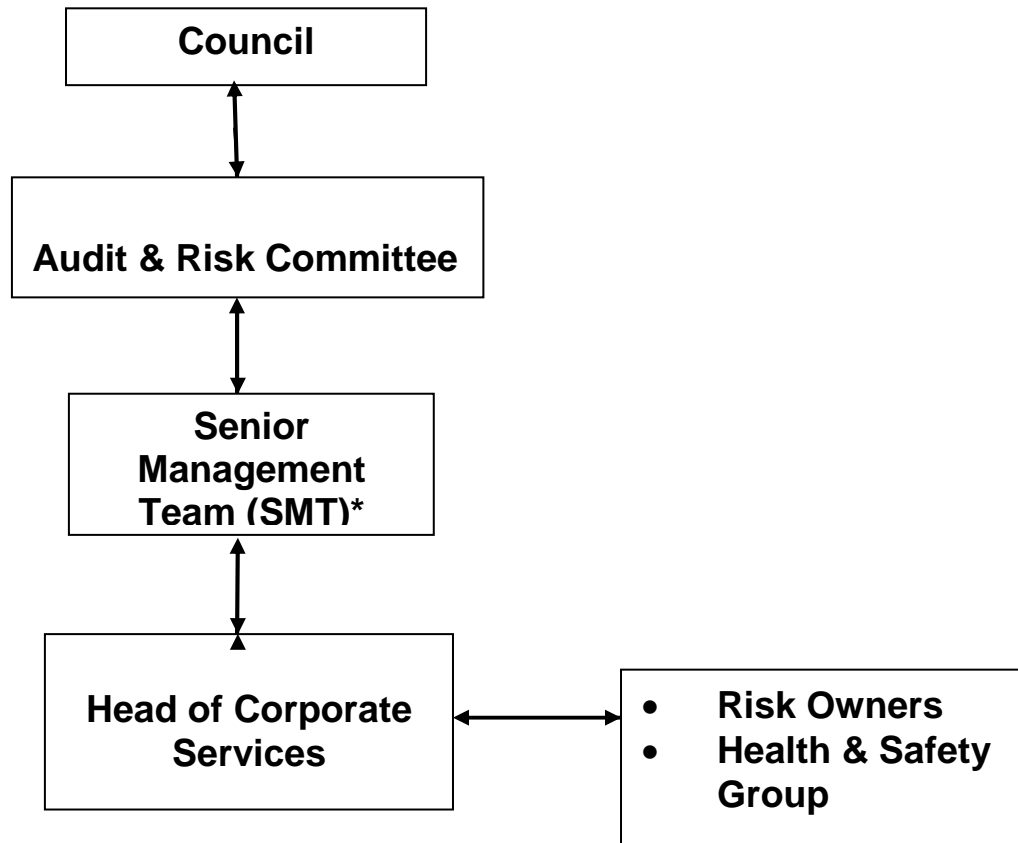 Council
Audit & Risk Committee
Senior
Management
Team (SMT)*
Head of Corporate
Services
• Risk Owners
• Health & Safety
Group